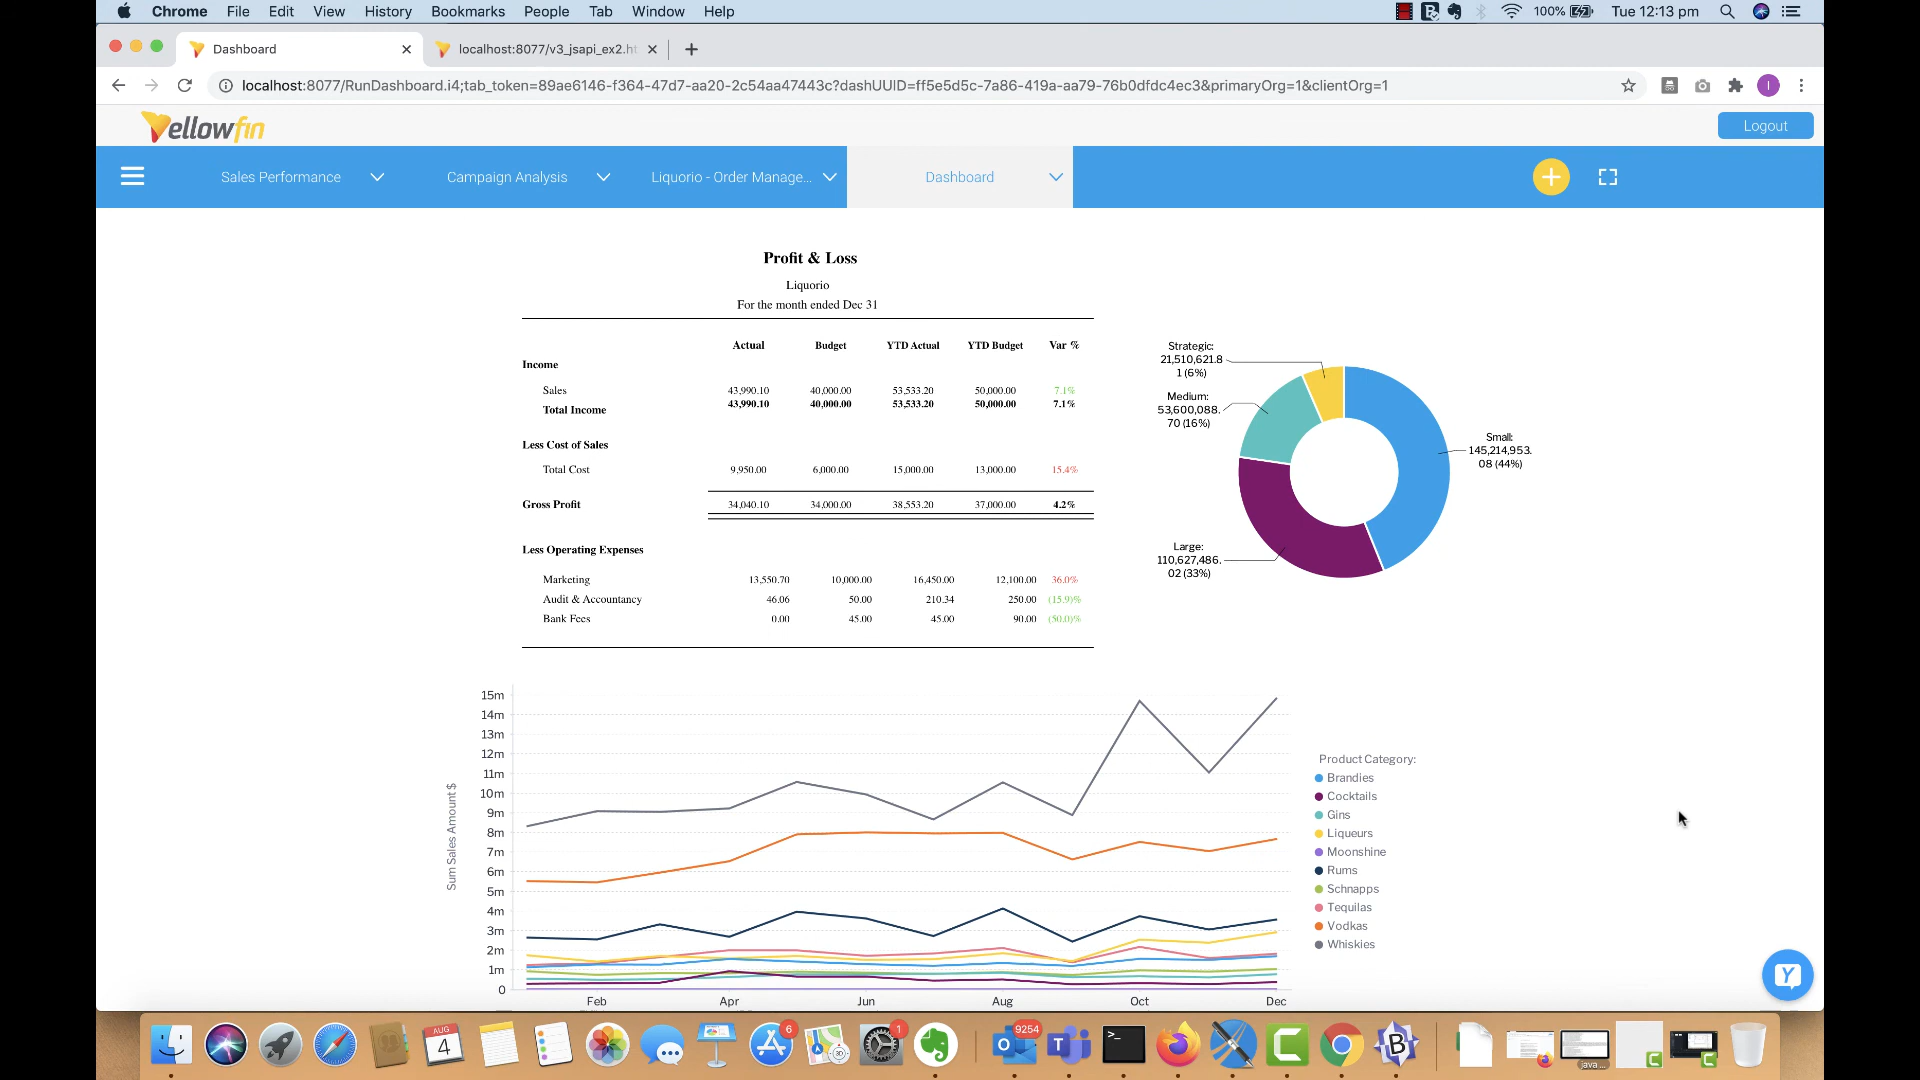 Chrome File Edit View History Bookmarks People Tab Window Help 100% Tue 12:13 pm
Dashboard localhost:8077/v3_jsapi_ex2.ht
localhost:8077/RunDashboard.i4;tab_token=89ae6146-f364-47d7-aa20-2c54aa47443c?dashUUID=ff5e5d5c-7a86-419a-aa79-76b0dfdc4ec3&primaryOrg=1&clientOrg=1 I
Yellowfin Logout
Sales Performance Campaign Analysis Liquorio - Order Manage... Dashboard
Profit & Loss
Liquorio
For the month ended Dec 31
Actual Budget YTD Actual YTD Budget Var %
Income
Sales 43,990.10 40,000.00 53,533.20 50,000.00 7.1%
Total Income 43,990.10 40,000.00 53,533.20 50,000.00 7.1%
Less Cost of Sales
Total Cost 9,950.00 6,000.00 15,000.00 13,000.00 15.4%
Gross Profit 34,040.10 34,000.00 38,553.20 37,000.00 4.2%
Less Operating Expenses
Marketing 13,550.70 10,000.00 16,450.00 12,100.00 36.0%
Audit & Accountancy 46.06 50.00 210.34 250.00 (15.9)%
Bank Fees 0.00 45.00 45.00 90.00 (50.0)%
Strategic:
21,510,621.8
1 (6%)
Medium:
53,600,088.
70 (16%)
Small:
145,214,953.
08 (44%)
Large:
110,627,486.
02 (33%)
Sum Sales Amount $
15m
14m
13m
12m
11m
10m
9m
8m
7m
6m
5m
4m
3m
2m
1m
0
Feb Apr Jun Aug Oct Dec
Product Category:
Brandies
Cocktails
Gins
Liqueurs
Moonshine
Rums
Schnapps
Tequilas
Vodkas
Whiskies
Y
AUG
4
6
3D
1
9254
java ...